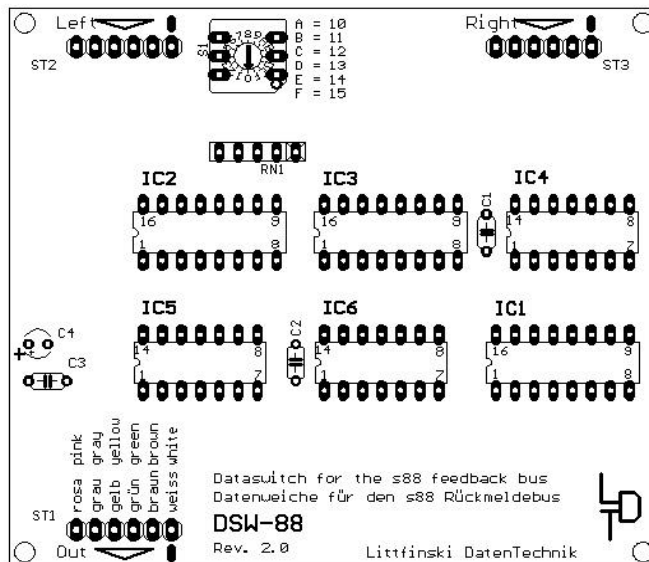 Left
Right
ST2
S1
A = 10
B = 11
C = 12
D = 13
E = 14
F = 15
ST3
RN1
IC2
IC3
C1
IC4
16 9
1 8
16 9
1 8
14 8
1 7
IC5
C2
IC6
IC1
C4
+
C3
14 8
1 7
14 8
1 7
16 9
1 8
rosa pink
grau gray
gelb yellow
grün green
braun brown
weiss white
Dataswitch for the s88 feedback bus
Datenweiche für den s88 Rückmeldebus
ST1
DSW-88
Rev. 2.0
Littfinski DatenTechnik
Out